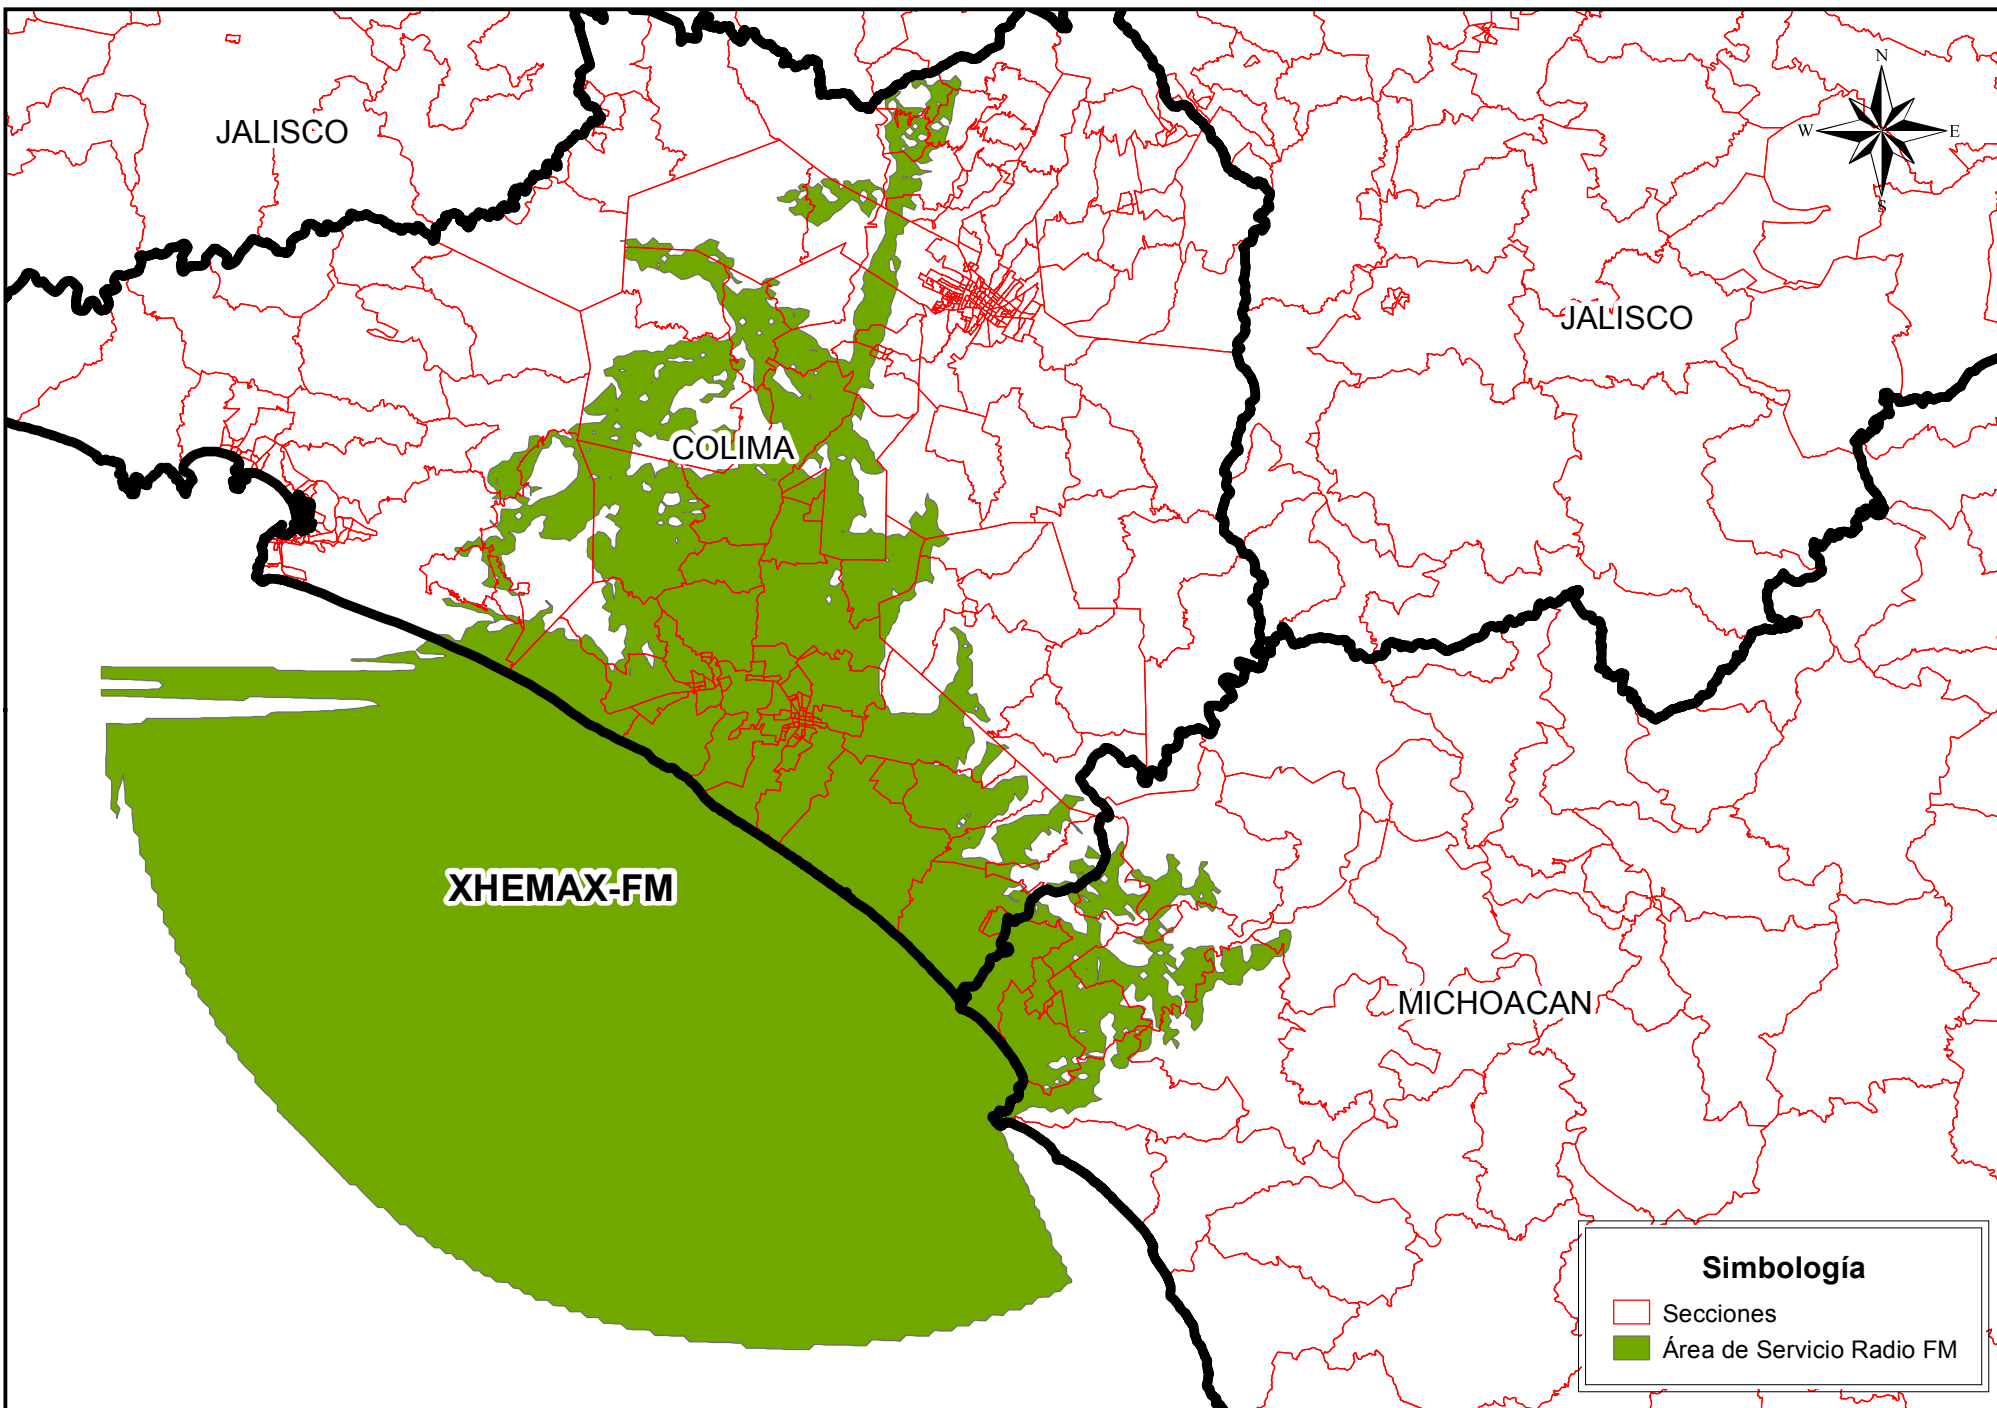 N
JALISCO
W
E
S
JALISCO
COLIMA
XHEMAX-FM
MICHOACAN
Simbología
Secciones
Área de Servicio Radio FM